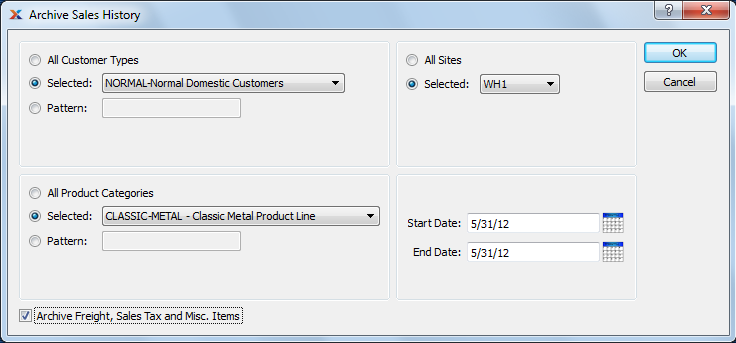 Archive Sales History
All Customer Types
Selected: NORMAL-Normal Domestic Customers
Pattern:
All Sites
Selected: WH1
OK
Cancel
All Product Categories
Selected: CLASSIC-METAL - Classic Metal Product Line
Pattern:
Start Date: 5/31/12
End Date: 5/31/12
Archive Freight, Sales Tax and Misc. Items